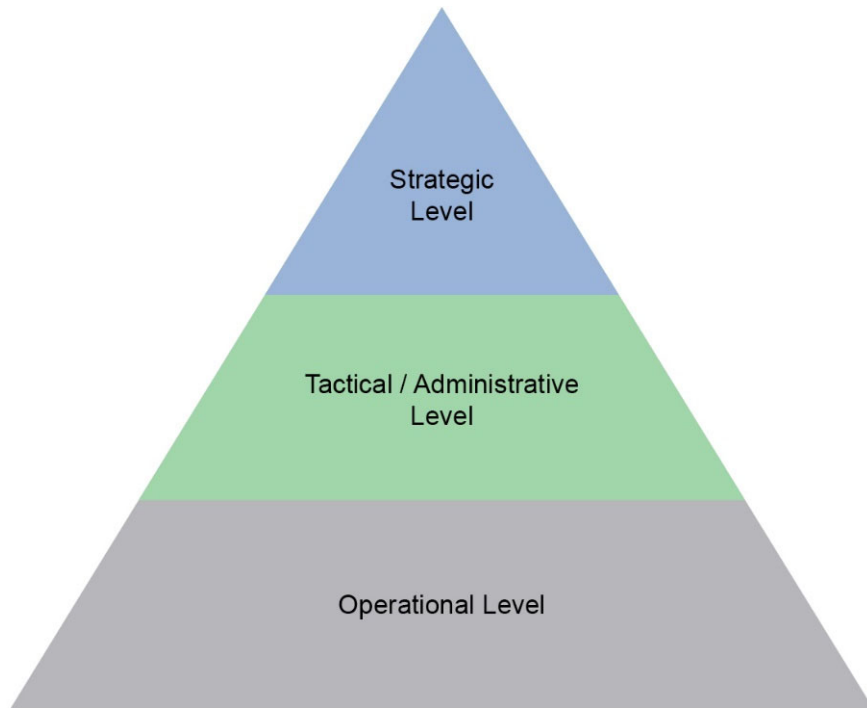 Strategic
Level
Tactical / Administrative
Level
Operational Level